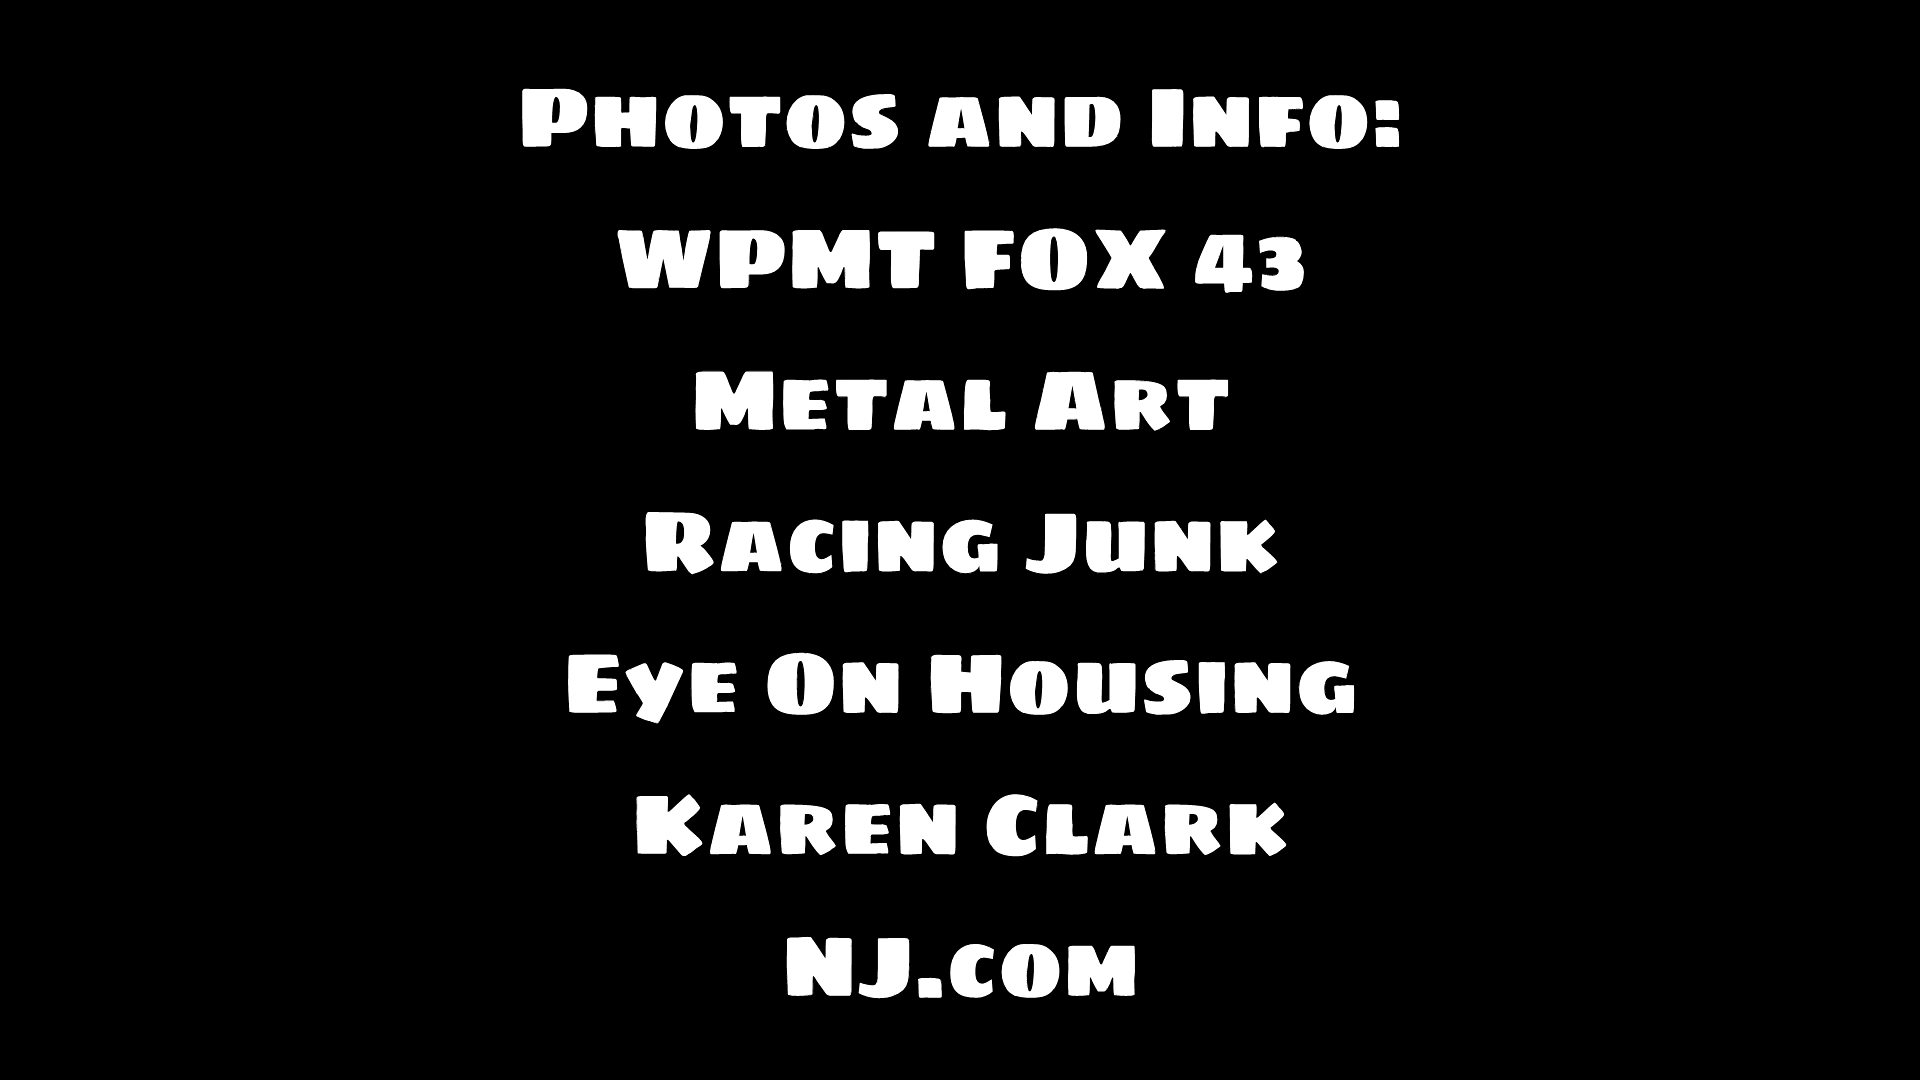 Photos and Info:
WPMT FOX 43
Metal Art
Racing Junk
Eye On Housing
Karen Clark
NJ.com